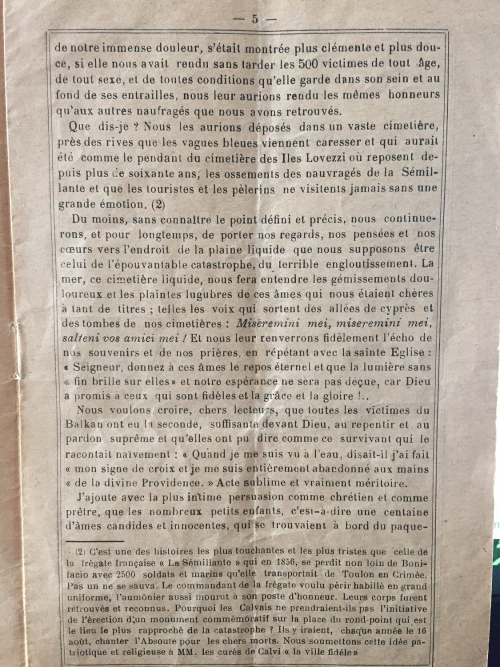 — 5 —
de notre immense douleur, s'était montrée plus clémente et plus dou-
ce, si elle nous avait rendu sans tarder les 500 victimes de tout âge,
de tout sexe, et de toutes conditions qu'elle garde dans son sein et au
fond de ses entrailles, nous leur aurions rendu les mêmes honneurs
qu'aux autres naufragés que nous avons retrouvés.
Que dis-je ? Nous les aurions déposés dans un vaste cimetière,
près des rives que les vagues bleues viennent caresser et qui aurait
été comme le pendant du cimetière des Iles Lovezzi où reposent de-
puis plus de soixante ans, les ossements des nauvragés de la Sémil-
lante et que les touristes et les pèlerins ne visitents jamais sans une
grande émotion. (2)
Du moins, sans connaître le point défini et précis, nous continue-
rons, et pour longtemps, de porter nos regards, nos pensées et nos
cœurs vers l'endroit de la plaine liquide que nous supposons être
celui de l'épouvantable catastrophe, du terrible engloutissement. La
mer, ce cimetière liquide, nous fera entendre les gémissements dou-
loureux et les plaintes lugubres de ces âmes qui nous étaient chères
à tant de titres ; telles les voix qui sortent des allées de cyprès et
des tombes de nos cimetières : Miseremini mei, miseremini mei,
salteni vos amici mei ! Et nous leur renverrons fidèlement l'écho de
nos souvenirs et de nos prières, en répétant avec la sainte Eglise :
« Seigneur, donnez à ces âmes le repos éternel et que la lumière sans
« fin brille sur elles » et notre espérance ne sera pas deçue, car Dieu
a promis a ceux qui sont fidèles et la grâce et la gloire !..
Nous voulons croire, chers lecteurs, que toutes les victimes du
Balkan ont eu la seconde, suffisante devant Dieu, au repentir et au
pardon suprême et qu'elles ont pu dire comme ce survivant qui le
racontait naïvement : « Quand je me suis vu à l'eau, disait-il j'ai fait
« mon signe de croix et je me suis entièrement abandonné aux mains
« de la divine Providence. » Acte sublime et vraiment méritoire.
J'ajoute avec la plus intime persuasion comme chrétien et comme
prêtre, que les nombreux petits enfants, c'est-à-dire une centaine
d'âmes candides et innocentes, qui se trouvaient à bord du paque-
(2) C'est une des histoires les plus touchantes et les plus tristes que celle de
la frégate française « La Sémillante » qui en 1856, se perdit non loin de Boni-
facio avec 2500 soldats et marins qu'elle transportait de Toulon en Crimée.
Pas un ne se sauva. Le commandant de la frégate voulu périr habillé en grand
uniforme, l'aumônier aussi mourut à son poste d'honneur. Leurs corps furent
retrouvés et reconnus. Pourquoi les Calvais ne prendraient-ils pas l'initiative
de l'érection d'un monument commémoratif sur la place du rond-point qui est
le lieu le plus rapproché de la catastrophe ? Ils y iraient, chaque année le 16
août, chanter l'Absoute pour les chers morts. Nous soumettons cette idée pa-
triotique et religieuse à MM. les curés de Calvi « la ville fidèle »